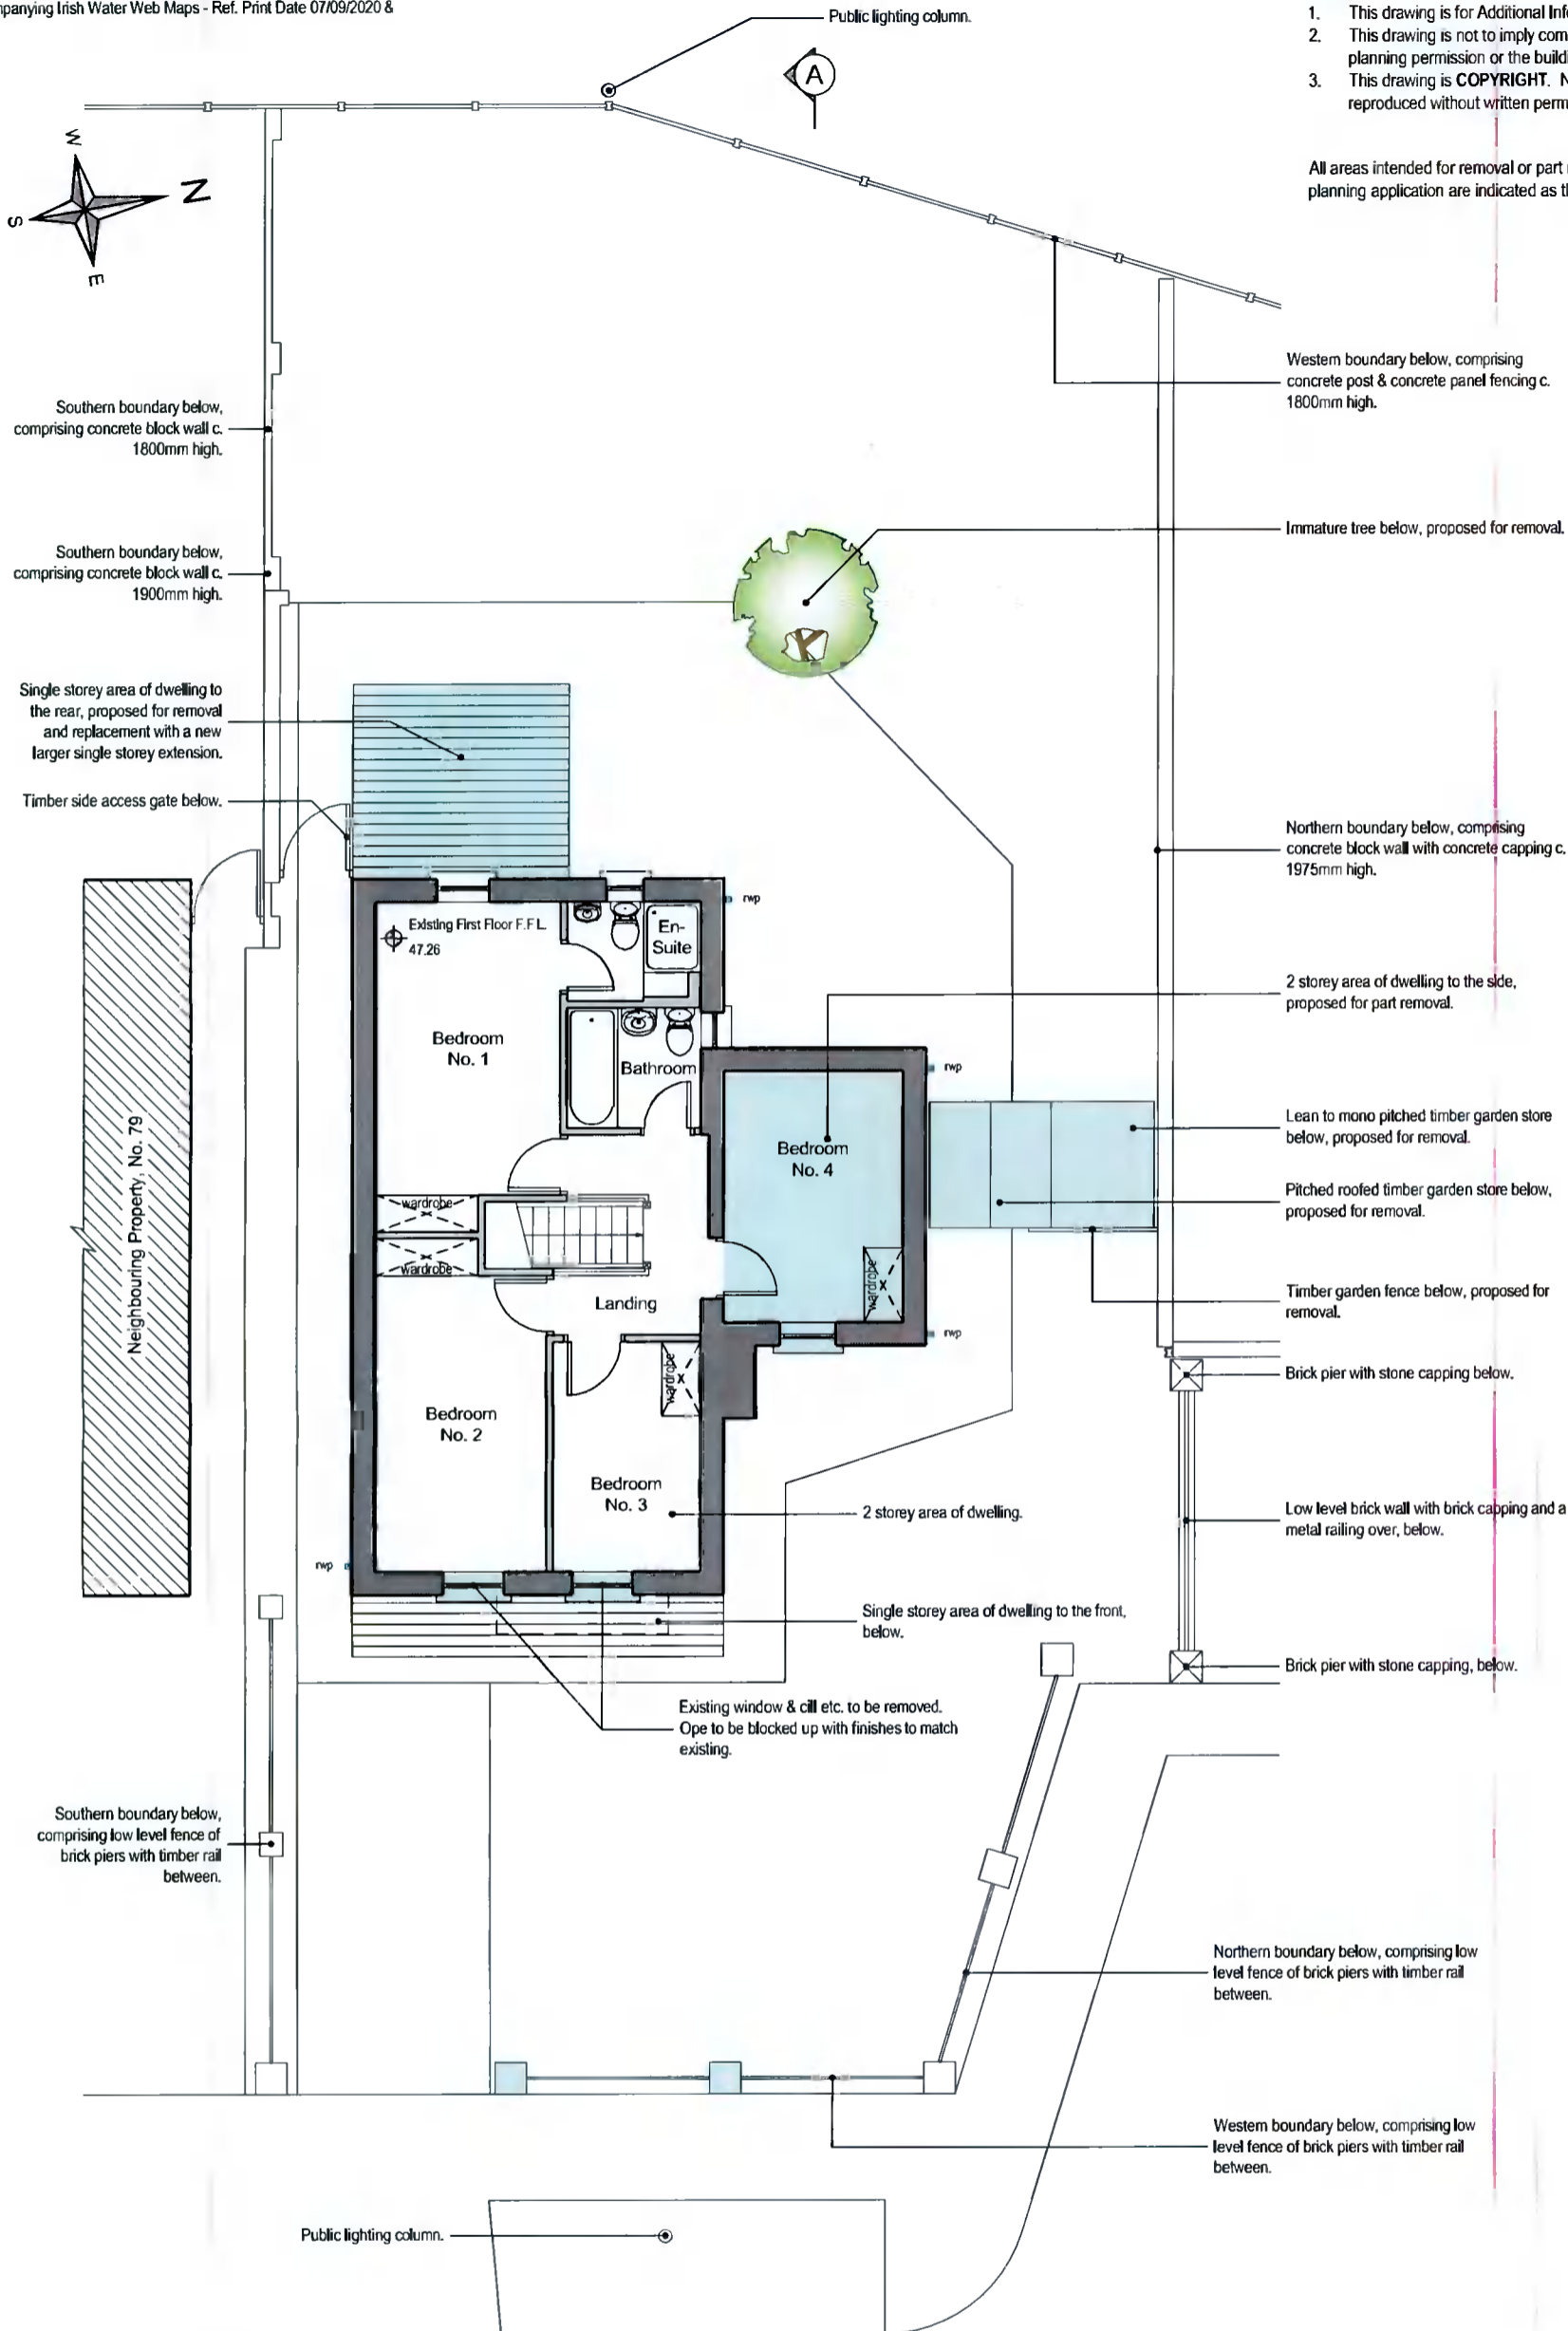 mpanying Irish Water Web Maps - Ref. Print Date 07/09/2020 &
Public lighting column.
A
1. This drawing is for Additional Inf
2. This drawing is not to imply com
planning permission or the buildi
3. This drawing is COPYRIGHT. N
reproduced without written perm
All areas intended for removal or part
planning application are indicated as th
W
N
S
E
Western boundary below, comprising
concrete post & concrete panel fencing c.
1800mm high.
Southern boundary below,
comprising concrete block wall c.
1800mm high.
Immature tree below, proposed for removal.
Southern boundary below,
comprising concrete block wall c.
1900mm high.
Single storey area of dwelling to
the rear, proposed for removal
and replacement with a new
larger single storey extension.
Timber side access gate below.
Northern boundary below, comprising
concrete block wall with concrete capping c.
1975mm high.
rwp
Existing First Floor F.F.L.
47.26
En-
Suite
2 storey area of dwelling to the side,
proposed for part removal.
Bedroom
No. 1
Bathroom
rwp
Neighbouring Property, No. 79
Bedroom
No. 4
Lean to mono pitched timber garden store
below, proposed for removal.
Pitched roofed timber garden store below,
proposed for removal.
wardrobe
wardrobe
wardrobe
Landing
Timber garden fence below, proposed for
removal.
rwp
wardrobe
Brick pier with stone capping below.
Bedroom
No. 2
Bedroom
No. 3
2 storey area of dwelling.
Low level brick wall with brick capping and a
metal railing over, below.
rwp
Single storey area of dwelling to the front,
below.
Brick pier with stone capping, below.
Existing window & cill etc. to be removed.
Ope to be blocked up with finishes to match
existing.
Southern boundary below,
comprising low level fence of
brick piers with timber rail
between.
Northern boundary below, comprising low
level fence of brick piers with timber rail
between.
Western boundary below, comprising low
level fence of brick piers with timber rail
between.
Public lighting column.